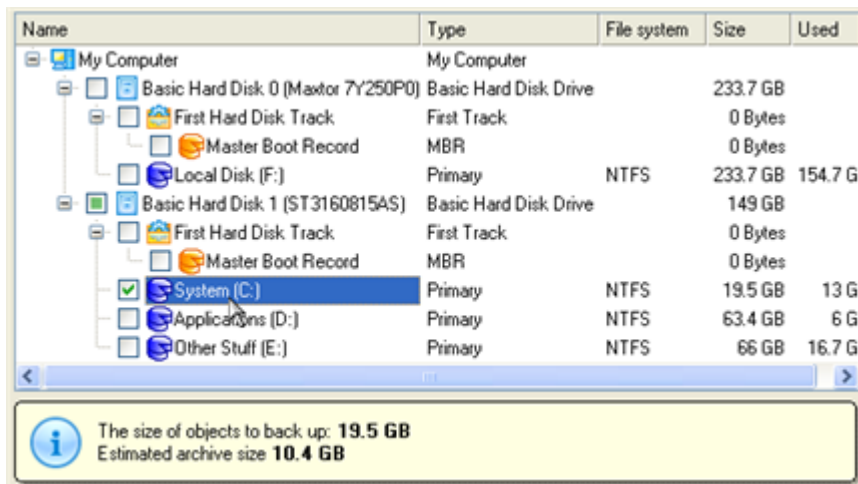 Name Type File system Size Used
My Computer My Computer
Basic Hard Disk 0 (Maxtor 7Y250P0) Basic Hard Disk Drive 233.7 GB
First Hard Disk Track First Track 0 Bytes
Master Boot Record MBR 0 Bytes
Local Disk (F:) Primary NTFS 233.7 GB 154.7 G
Basic Hard Disk 1 (ST3160815AS) Basic Hard Disk Drive 149 GB
First Hard Disk Track First Track 0 Bytes
Master Boot Record MBR 0 Bytes
System (C:) Primary NTFS 19.5 GB 13 G
Applications (D:) Primary NTFS 63.4 GB 6 G
Other Stuff (E:) Primary NTFS 66 GB 16.7 G
The size of objects to back up: 19.5 GB
Estimated archive size 10.4 GB